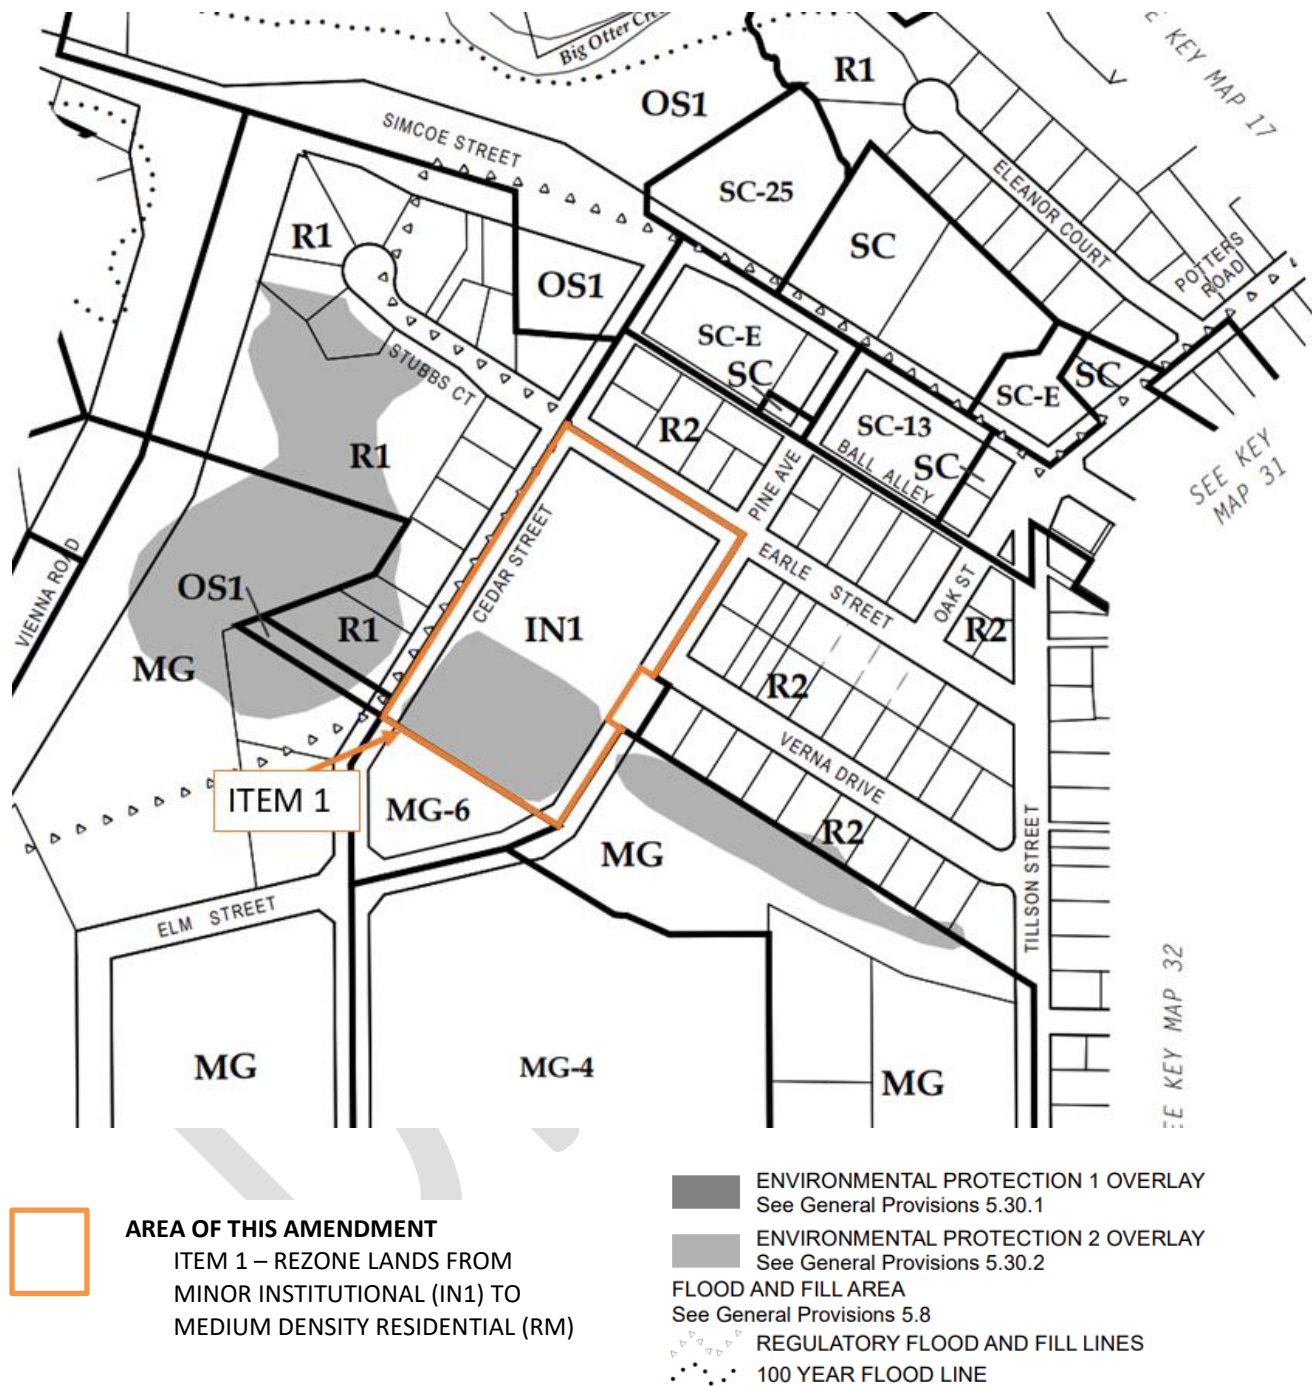 Big Otter Cre
E KEY MAP 17
R1
OS1
SIMCOE STREET
SC-25
ELEANOR COURT
R1
SC
POTTERS
ROAD
OS1
SC-E
SC
STUBBS CT
SC
SC-E
R2
SC-13
R1
BALL ALLEY
SC
SEE KEY
MAP 31
PINE AVE
CEDAR STREET
EARLE STREET
VIENNA ROAD
OS1
OAK ST
R1
IN1
R2
MG
R2
VERNA DRIVE
ITEM 1
MG-6
R2
MG
TILLSON STREET
ELM STREET
EE KEY MAP 32
MG
MG-4
MG
AREA OF THIS AMENDMENT
ITEM 1 – REZONE LANDS FROM
MINOR INSTITUTIONAL (IN1) TO
MEDIUM DENSITY RESIDENTIAL (RM)
ENVIRONMENTAL PROTECTION 1 OVERLAY
See General Provisions 5.30.1
ENVIRONMENTAL PROTECTION 2 OVERLAY
See General Provisions 5.30.2
FLOOD AND FILL AREA
See General Provisions 5.8
REGULATORY FLOOD AND FILL LINES
100 YEAR FLOOD LINE